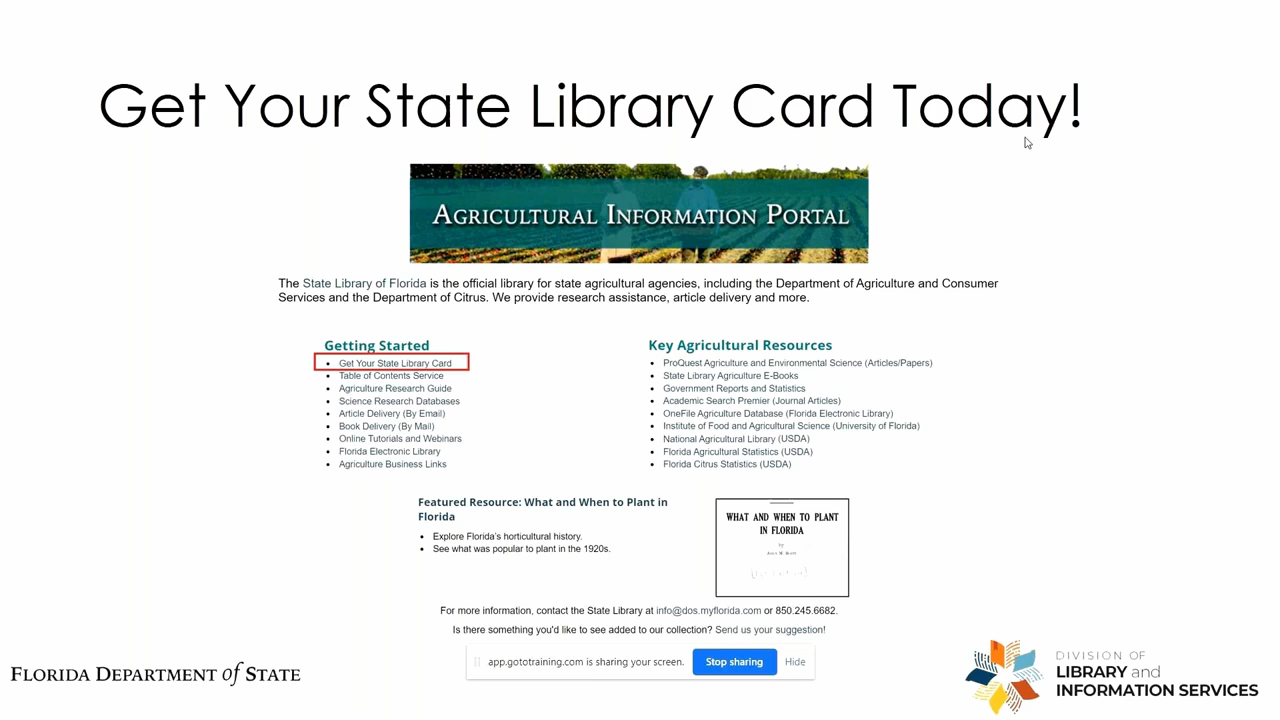 Get Your State Library Card Today!
AGRICULTURAL INFORMATION PORTAL
The State Library of Florida is the official library for state agricultural agencies, including the Department of Agriculture and Consumer
Services and the Department of Citrus. We provide research assistance, article delivery and more.
Getting Started
• Get Your State Library Card
• Table of Contents Service
• Agriculture Research Guide
• Science Research Databases
• Article Delivery (By Email)
• Book Delivery (By Mail)
• Online Tutorials and Webinars
• Florida Electronic Library
• Agriculture Business Links
Key Agricultural Resources
• ProQuest Agriculture and Environmental Science (Articles/Papers)
• State Library Agriculture E-Books
• Government Reports and Statistics
• Academic Search Premier (Journal Articles)
• OneFile Agriculture Database (Florida Electronic Library)
• Institute of Food and Agricultural Science (University of Florida)
• National Agricultural Library (USDA)
• Florida Agricultural Statistics (USDA)
• Florida Citrus Statistics (USDA)
Featured Resource: What and When to Plant in
Florida
• Explore Florida's horticultural history.
• See what was popular to plant in the 1920s.
WHAT AND WHEN TO PLANT
IN FLORIDA
by
For more information, contact the State Library at info@dos.myflorida.com or 850.245.6682.
Is there something you'd like to see added to our collection? Send us your suggestion!
app.gototraining.com is sharing your screen. Stop sharing Hide
FLORIDA DEPARTMENT of STATE
DIVISION OF
LIBRARY and
INFORMATION SERVICES